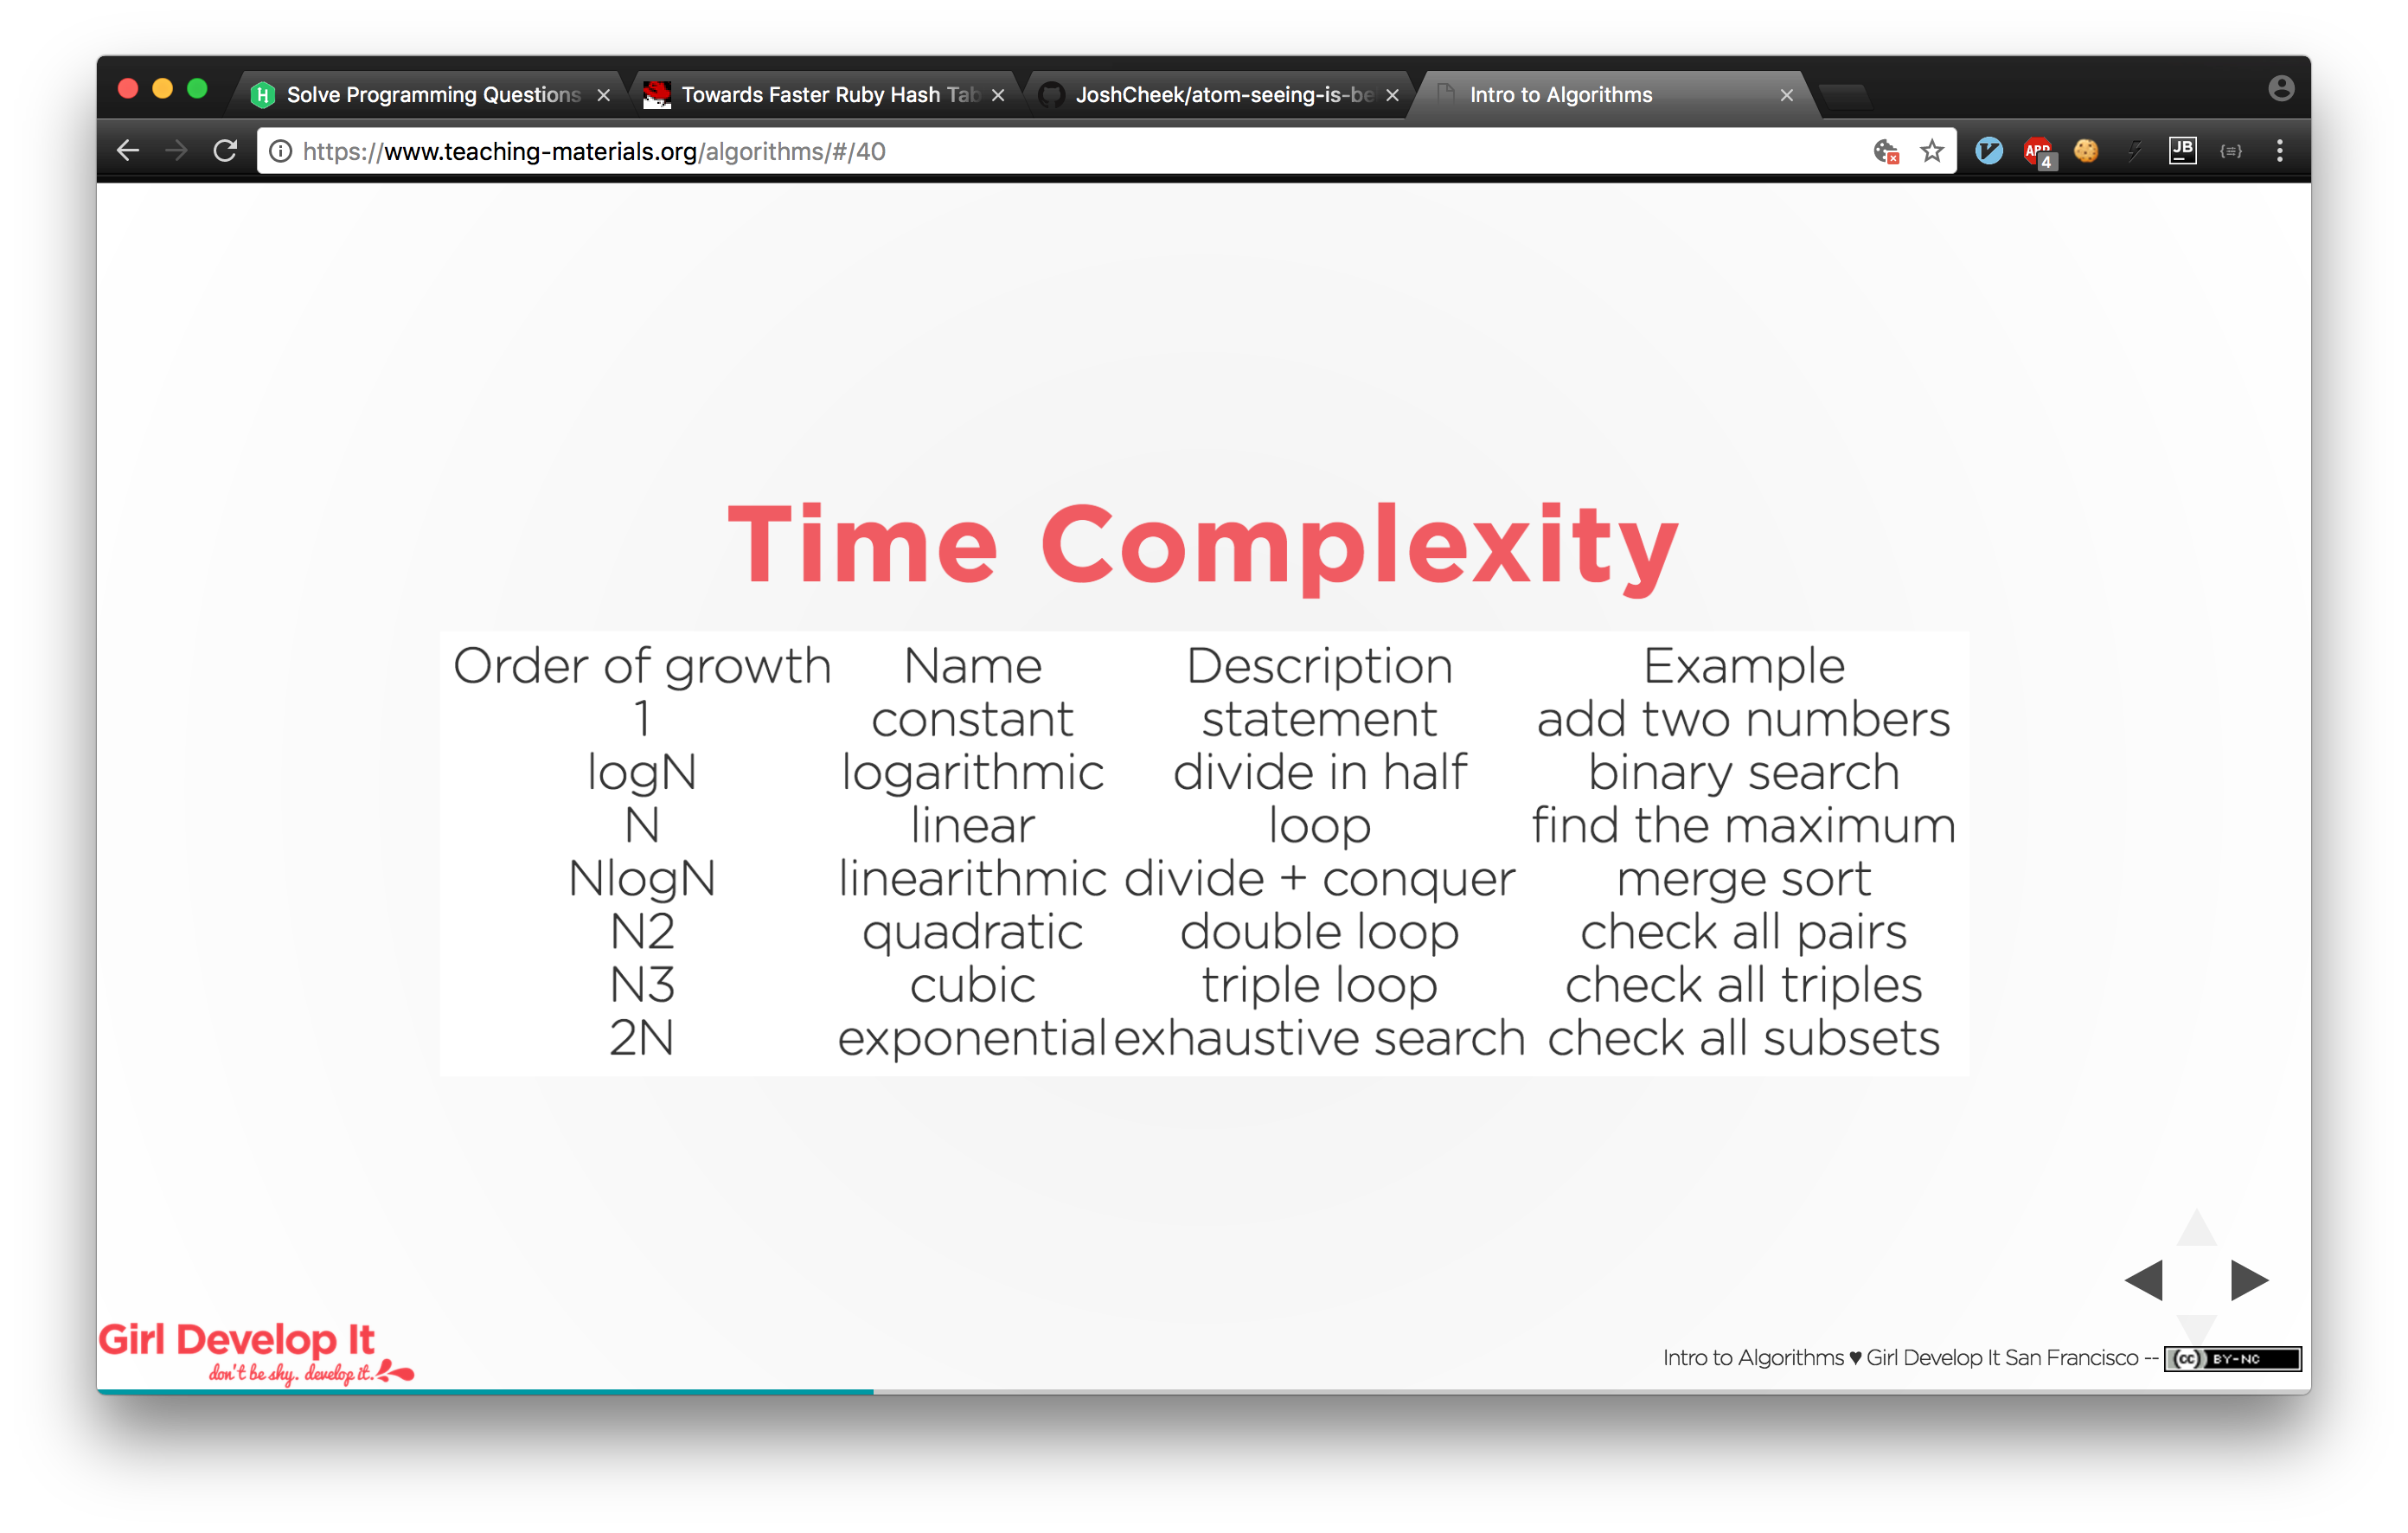 Solve Programming Questions
Towards Faster Ruby Hash Tab
JoshCheek/atom-seeing-is-be
Intro to Algorithms
https://www.teaching-materials.org/algorithms/#/40
ABP
4
JB
Time Complexity
Order of growth Name Description Example
1 constant statement add two numbers
logN logarithmic divide in half binary search
N linear loop find the maximum
NlogN linearithmic divide + conquer merge sort
N2 quadratic double loop check all pairs
N3 cubic triple loop check all triples
2N exponential exhaustive search check all subsets
Girl Develop It
don't be shy. develop it.
Intro to Algorithms ♥ Girl Develop It San Francisco -- (cc) BY-NC